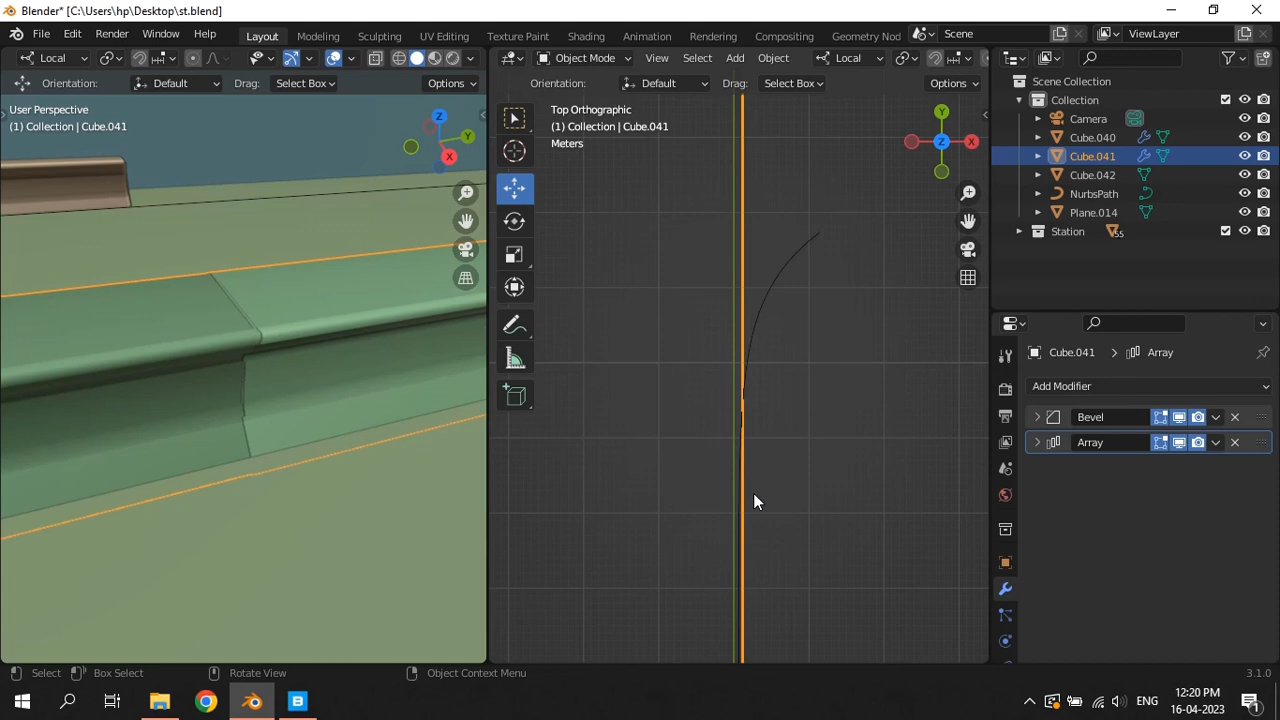 Blender* [C:\Users\hp\Desktop\st.blend]
File Edit Render Window Help Layout Modeling Sculpting UV Editing Texture Paint Shading Animation Rendering Compositing Geometry Nod Scene ViewLayer
Local Object Mode View Select Add Object Local
Orientation: Default Drag: Select Box Options Orientation: Default Drag: Select Box Options
User Perspective
(1) Collection | Cube.041
Z
Y
X
Top Orthographic
(1) Collection | Cube.041
Meters
Y
Z
X
Scene Collection
Collection
Camera
Cube.040
Cube.041
Cube.042
NurbsPath
Plane.014
Station 55
Cube.041 Array
Add Modifier
Bevel
Array
Select Box Select Rotate View Object Context Menu 3.1.0
ENG 12:20 PM
16-04-2023
1